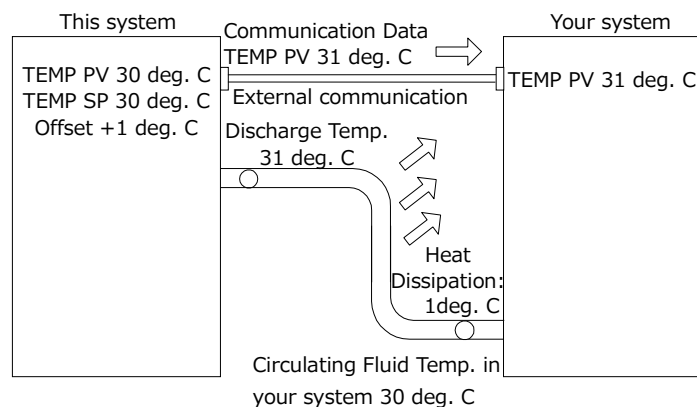 This system
Communication Data
Your system
TEMP PV 30 deg. C
TEMP SP 30 deg. C
Offset +1 deg. C
TEMP PV 31 deg. C
TEMP PV 31 deg. C
External communication
Discharge Temp.
31 deg. C
Heat
Dissipation:
1deg. C
Circulating Fluid Temp. in
your system 30 deg. C